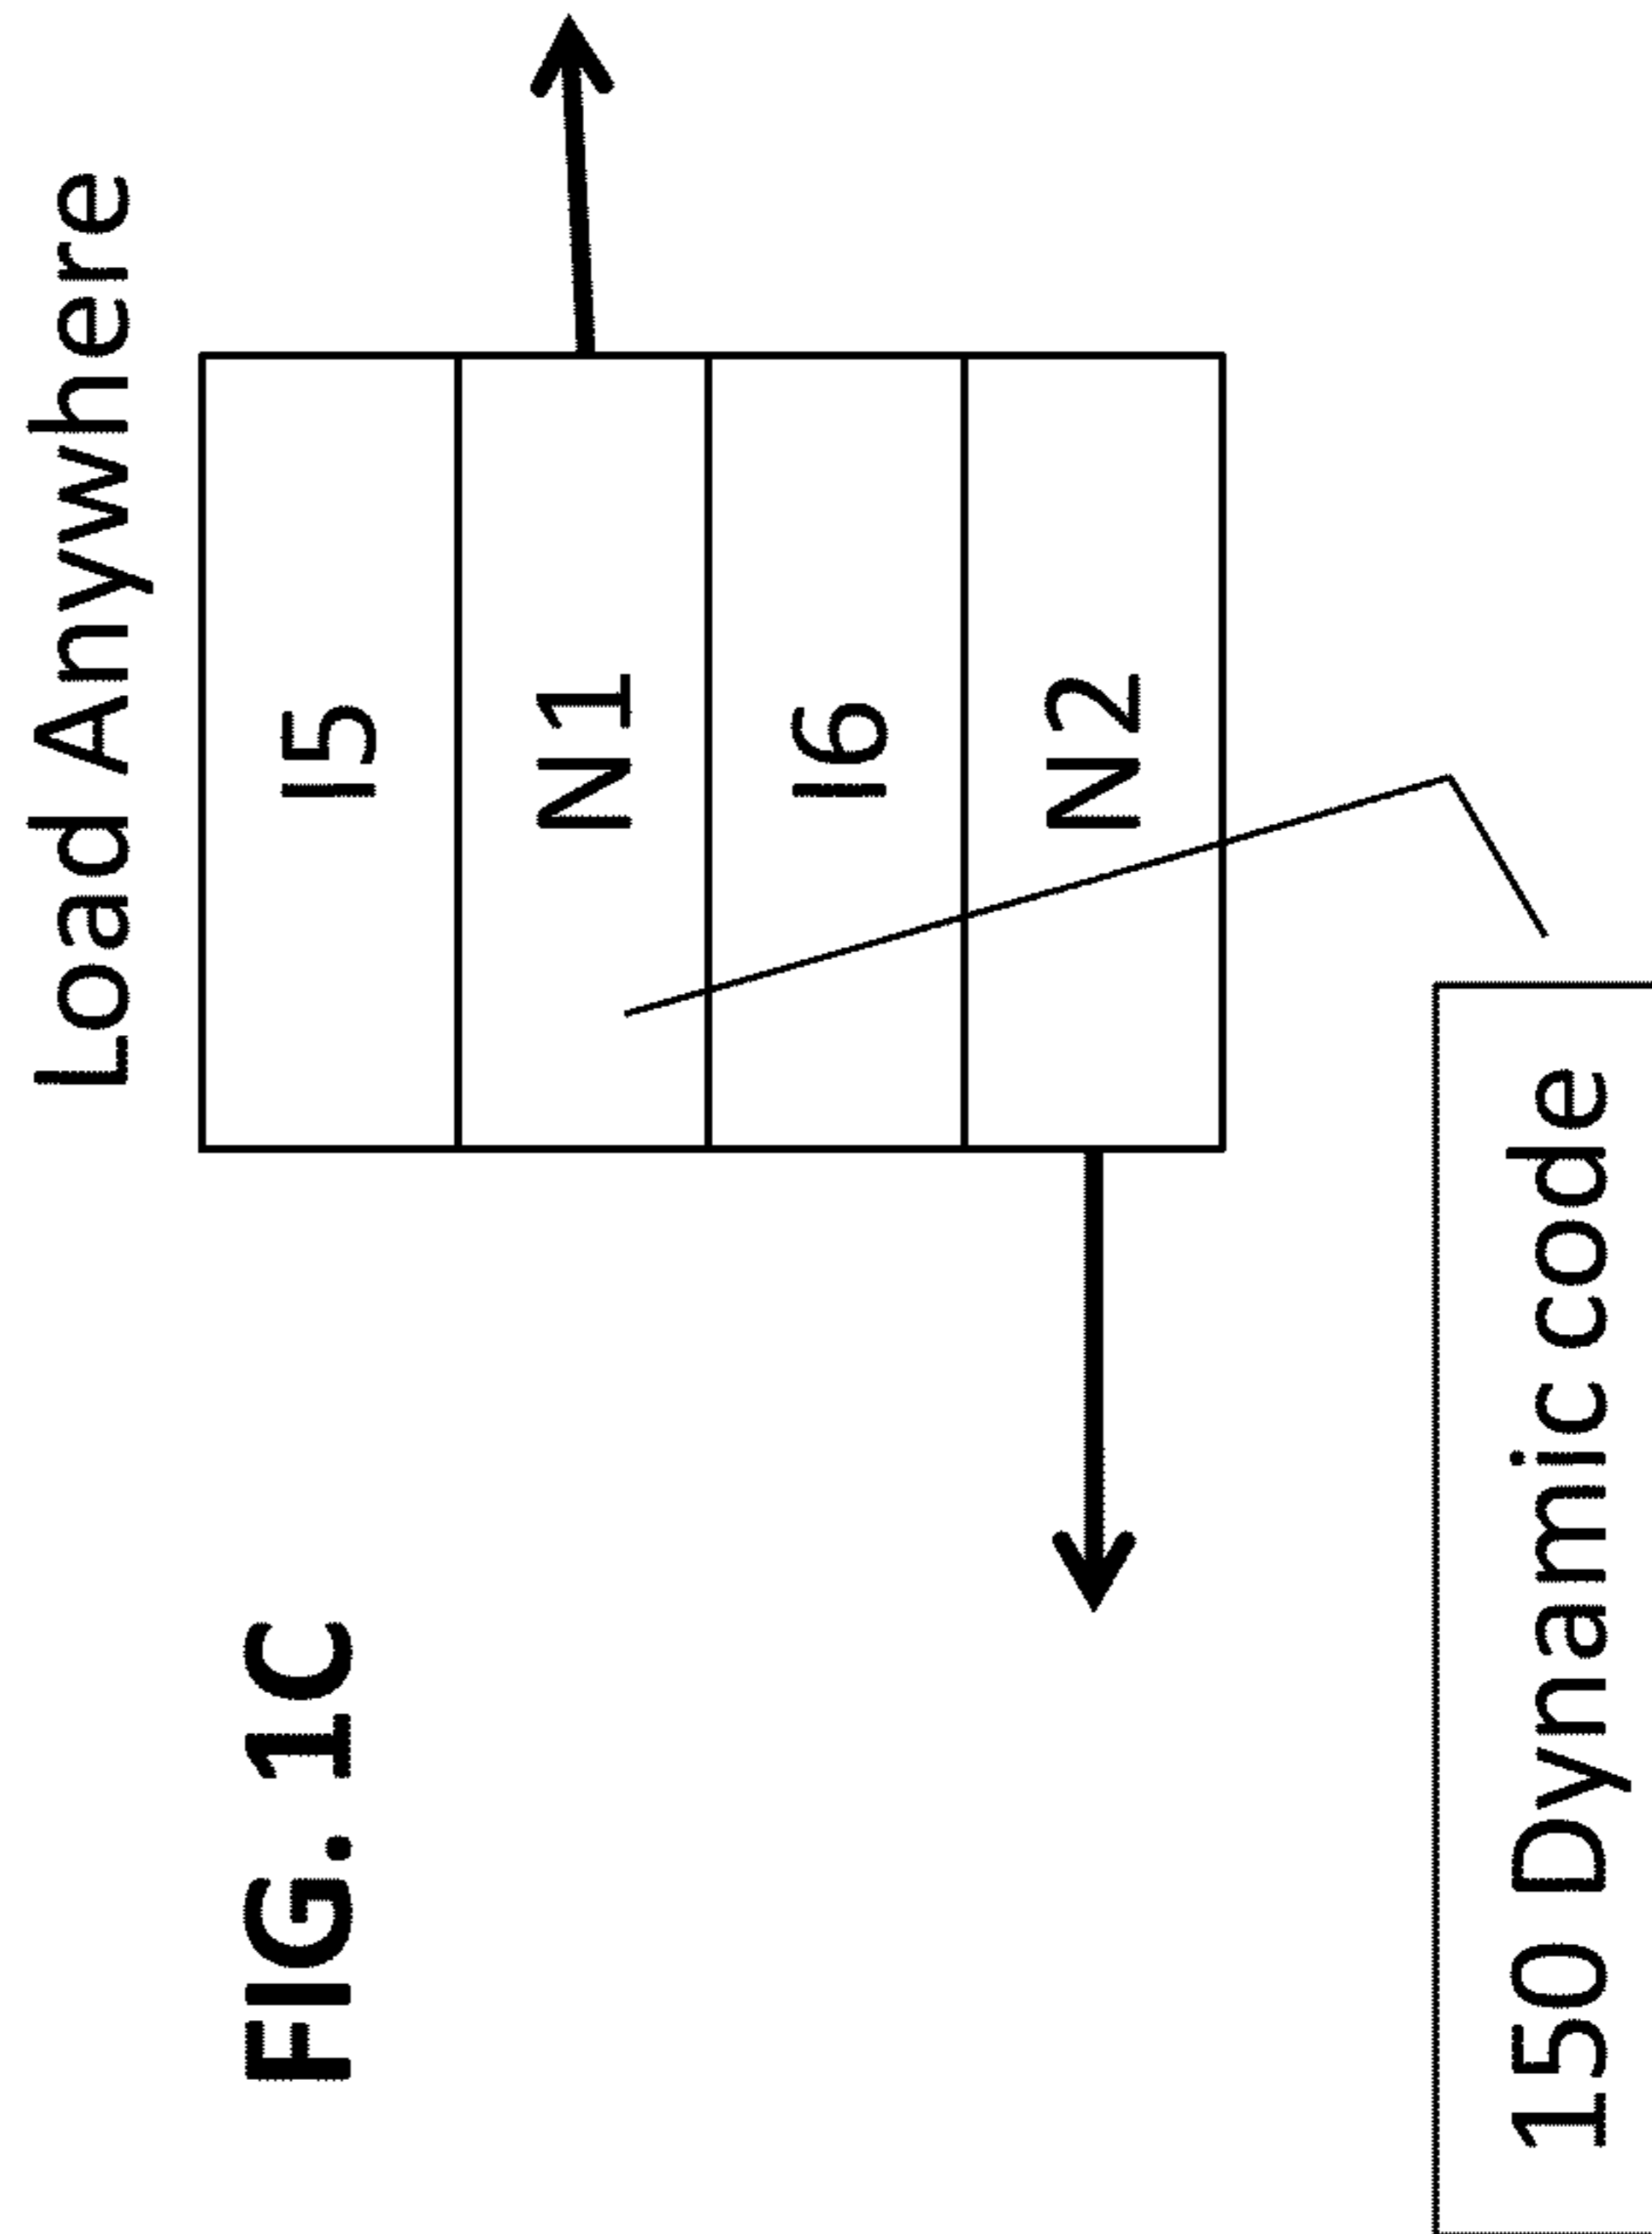 Load Anywhere
FIG. 1C
I5
N1
I6
N2
150 Dynamic code